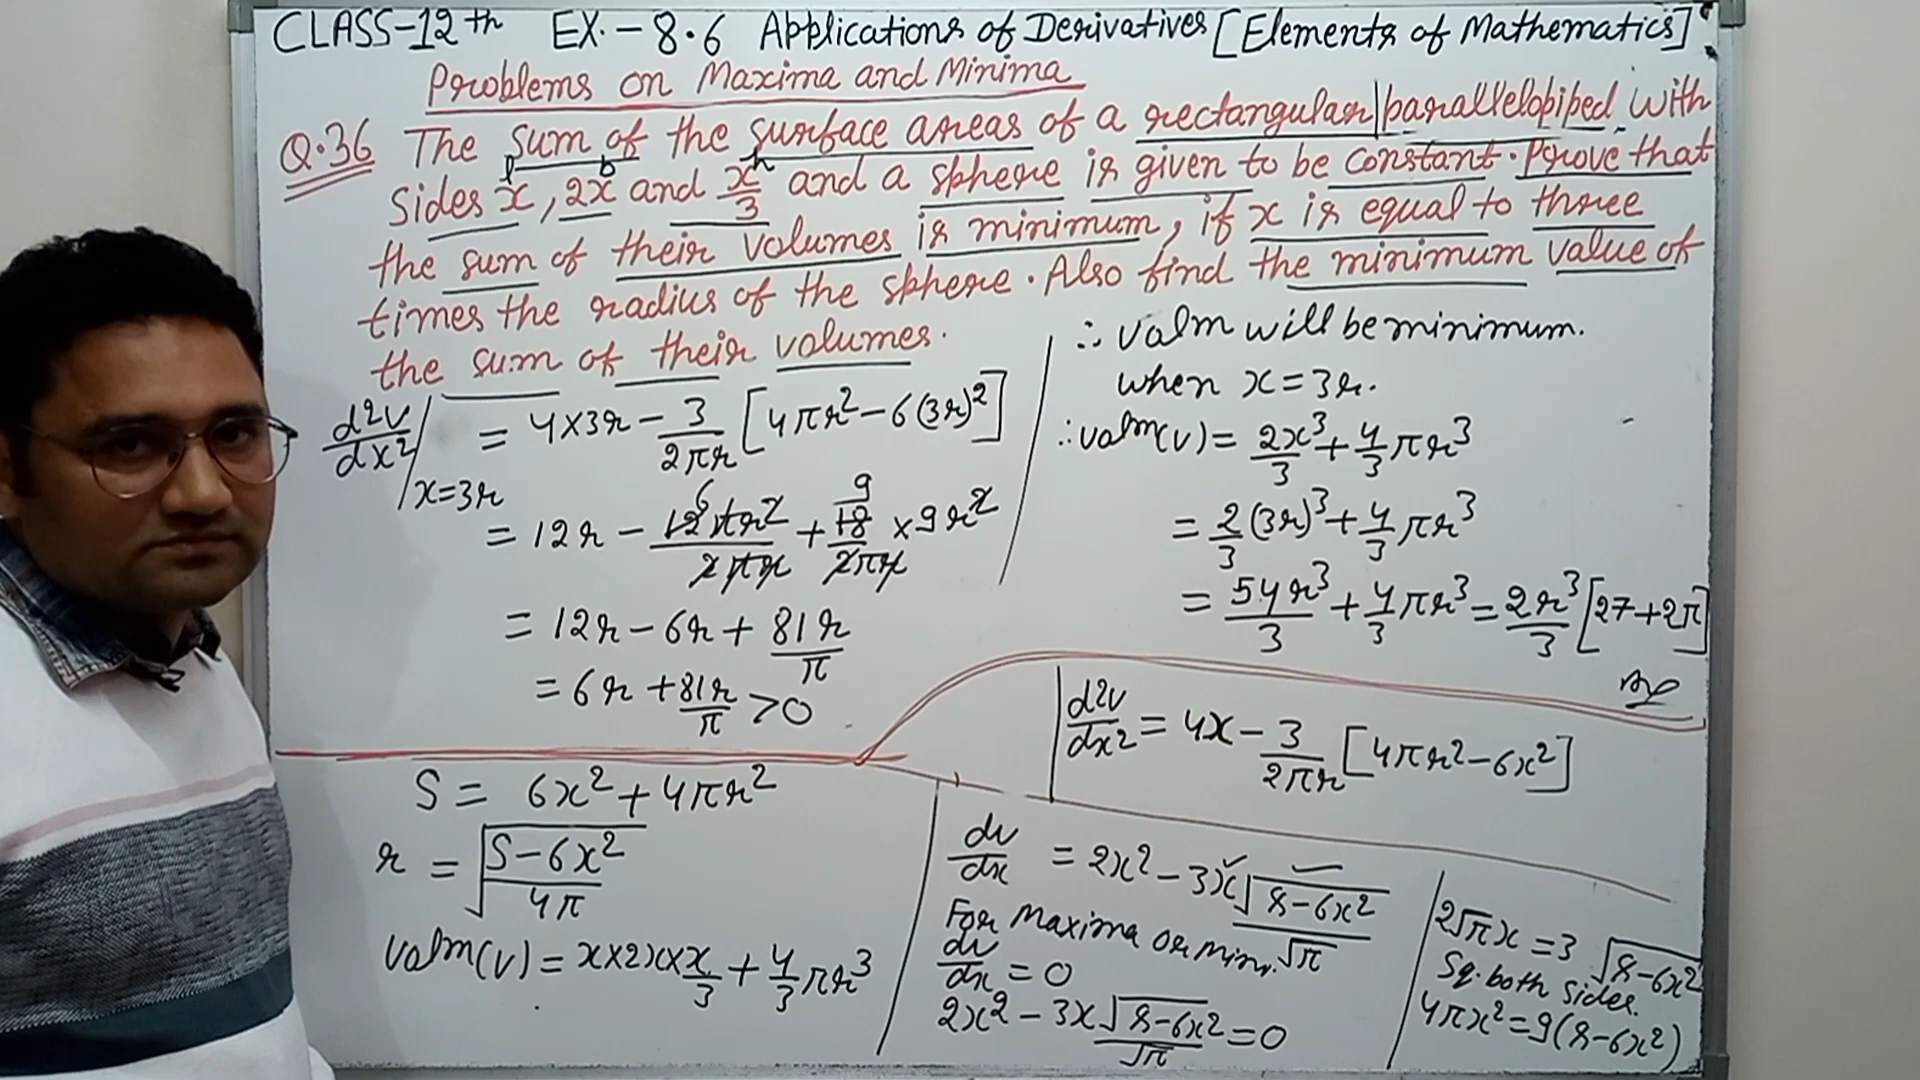 CLASS-12th EX.-8.6 Applications of Derivatives [Elements of Mathematics]
Problems on Maxima and Minima
Q.36 The sum of the surface areas of a rectangular parallelopiped with
l b h
sides x, 2x and x/3 and a sphere is given to be constant. Prove that
the sum of their volumes is minimum, if x is equal to three
times the radius of the sphere. Also find the minimum value of
the sum of their volumes.
d²v/dx²|x=3r = 4×3r - 3/2πr [4πr² - 6(3r)²]
= 12r - 12πr²/2πr + 18/2πr × 9r²
6 9
= 12r - 6r + 81r/π
= 6r + 81r/π > 0
∴ Valm will be minimum.
when x = 3r.
∴ valm(v) = 2x³/3 + 4/3 πr³
= 2/3 (3r)³ + 4/3 πr³
= 54r³/3 + 4/3 πr³ = 2r³/3 [27+2π]
d²v/dx² = 4x - 3/2πr [4πr² - 6x²]
S = 6x² + 4πr²
r = √(S-6x²/4π)
Valm(v) = x×2x×x/3 + 4/3 πr³
dv/dx = 2x² - 3x √(s-6x²)/√π
For maxima or mini.
dv/dx = 0
2x² - 3x √(s-6x²)/√π = 0
2√π x = 3 √(s-6x²)
Sq. both sides.
4πx² = 9(s-6x²)